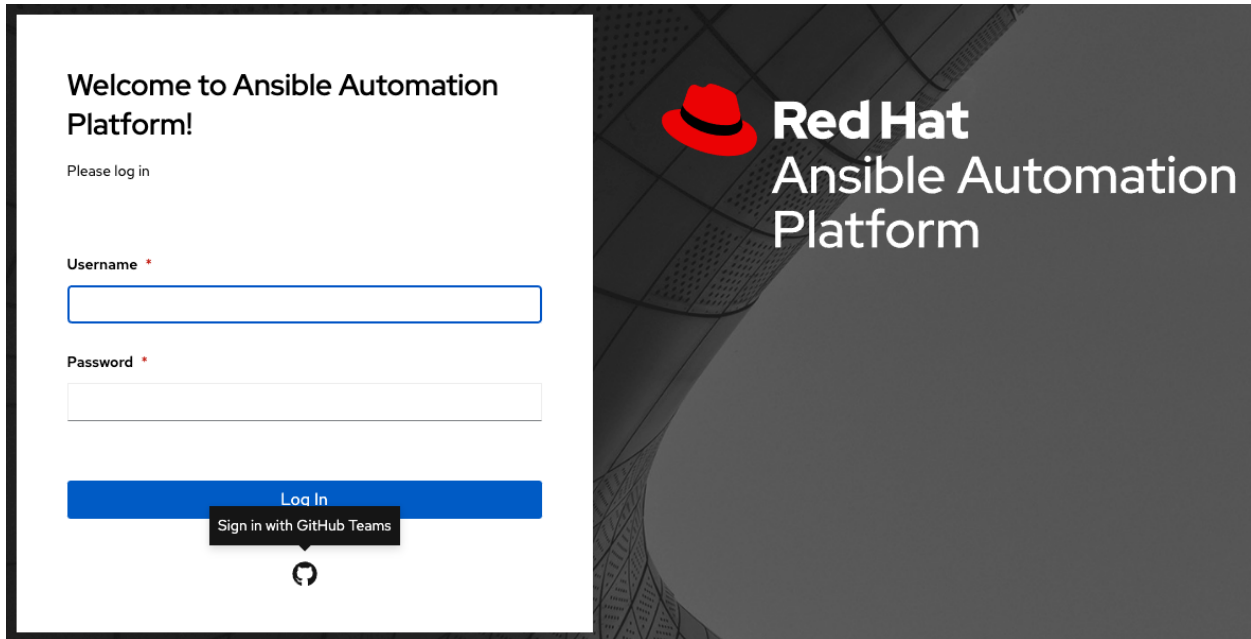 Welcome to Ansible Automation
Platform!
Please log in
Username *
Password *
Log In
Sign in with GitHub Teams
Red Hat
Ansible Automation
Platform